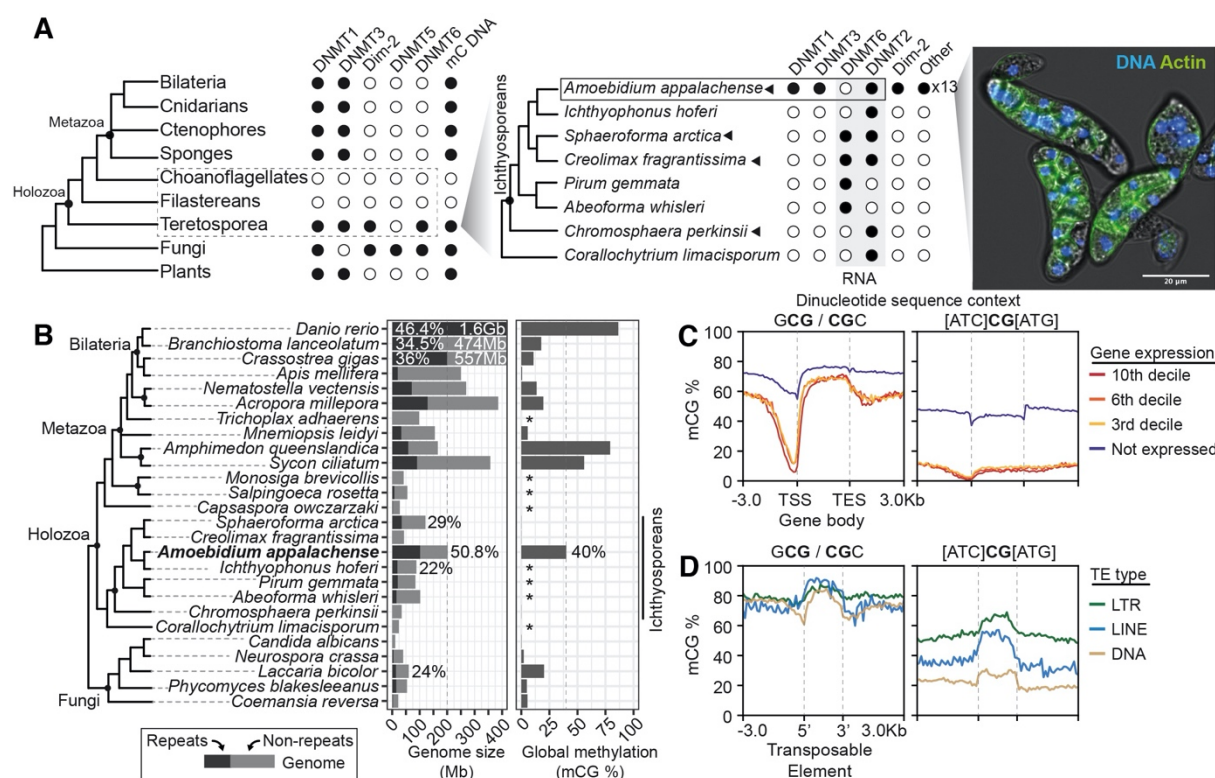 A
DNMT1
DNMT3
Dim-2
DNMT5
DNMT6
mC DNA
Bilateria
Cnidarians
Metazoa
Ctenophores
Sponges
Choanoflagellates
Holozoa
Filastereans
Teretosporea
Fungi
Plants
DNMT1
DNMT3
DNMT6
DNMT2
Dim-2
Other
Ichthyosporeans
Amoebidium appalachense
x13
Ichthyophonus hoferi
Sphaeroforma arctica
Creolimax fragrantissima
Pirum gemmata
Abeoforma whisleri
Chromosphaera perkinsii
Corallochytrium limacisporum
RNA
DNA Actin
20 µm
B
Bilateria
Metazoa
Holozoa
Fungi
Danio rerio 46.4% 1.6Gb
Branchiostoma lanceolatum 34.5% 474Mb
Crassostrea gigas 36% 557Mb
Apis mellifera
Nematostella vectensis
Acropora millepora
Trichoplax adhaerens *
Mnemiopsis leidyi
Amphimedon queenslandica
Sycon ciliatum
Monosiga brevicollis *
Salpingoeca rosetta *
Capsaspora owczarzaki *
Sphaeroforma arctica 29%
Creolimax fragrantissima
Amoebidium appalachense 50.8% 40%
Ichthyophonus hoferi 22% *
Pirum gemmata *
Abeoforma whisleri *
Chromosphaera perkinsii
Corallochytrium limacisporum *
Candida albicans
Neurospora crassa
Laccaria bicolor 24%
Phycomyces blakesleeanus
Coemansia reversa
Ichthyosporeans
0 100 200 300 400
Genome size
(Mb)
0 25 50 75 100
Global methylation
(mCG %)
Repeats Non-repeats
Genome
Dinucleotide sequence context
C
GCG / CGC
[ATC]CG[ATG]
mCG %
100
80
60
40
20
0
-3.0 TSS TES 3.0Kb
Gene body
Gene expression
10th decile
6th decile
3rd decile
Not expressed
D
GCG / CGC
[ATC]CG[ATG]
mCG %
100
80
60
40
20
0
-3.0 5' 3' 3.0Kb
Transposable
Element
TE type
LTR
LINE
DNA